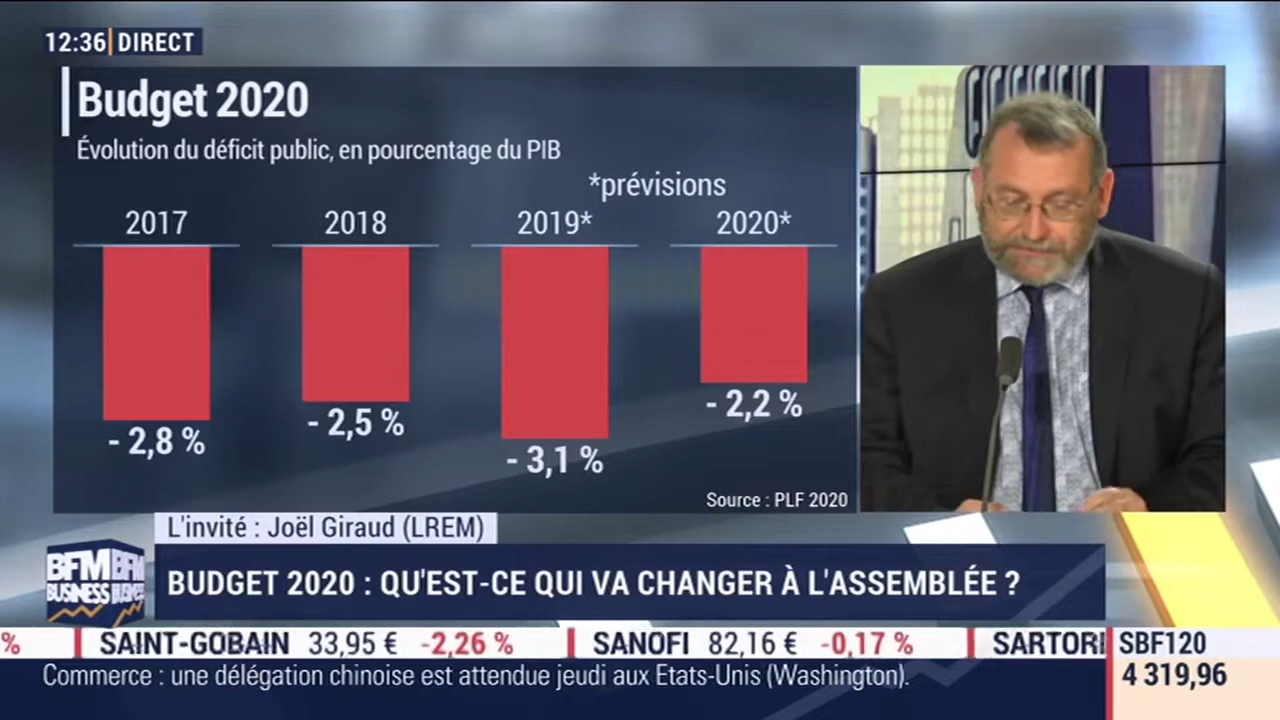 12:36 DIRECT
Budget 2020
Évolution du déficit public, en pourcentage du PIB
*prévisions
2017 2018 2019* 2020*
- 2,8 % - 2,5 % - 3,1 % - 2,2 %
Source : PLF 2020
L'invité : Joël Giraud (LREM)
BFM BUSINESS
BUDGET 2020 : QU'EST-CE QUI VA CHANGER À L'ASSEMBLÉE ?
% SAINT-GOBAIN 33,95 € -2,26 % SANOFI 82,16 € -0,17 % SARTORI
SBF120
4 319,96
Commerce : une délégation chinoise est attendue jeudi aux Etats-Unis (Washington).